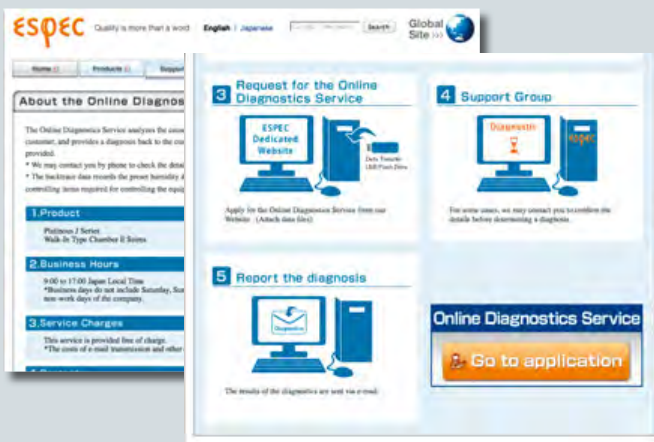 ESPEC Quality is more than a word English | Japanese Search Global Site >>>
Home Products Support
About the Online Diagnos
The Online Diagnostics Service analyzes the cause
customer, and provides a diagnosis back to the cus
provided.
* We may contact you by phone to check the detai
* The backtrace data records the preset humidity &
controlling items required for controlling the equip
1.Product
Platinous J Series
Walk-In Type Chamber II Series
2.Business Hours
9:00 to 17:00 Japan Local Time
*Business days do not include Saturday, Sun
non-work days of the company.
3.Service Charges
This service is provided free of charge.
*The costs of e-mail transmission and other
3 Request for the Online
Diagnostics Service
ESPEC
Dedicated
Website
Data Transfer
USB Flash Drive
Apply for the Online Diagnostics Service from our
Website. (Attach data files)
4 Support Group
Diagnostic
espec
For some cases, we may contact you to confirm the
details before determining a diagnosis.
5 Report the diagnosis
Diagnostics
The results of the diagnostics are sent via e-mail.
Online Diagnostics Service
Go to application